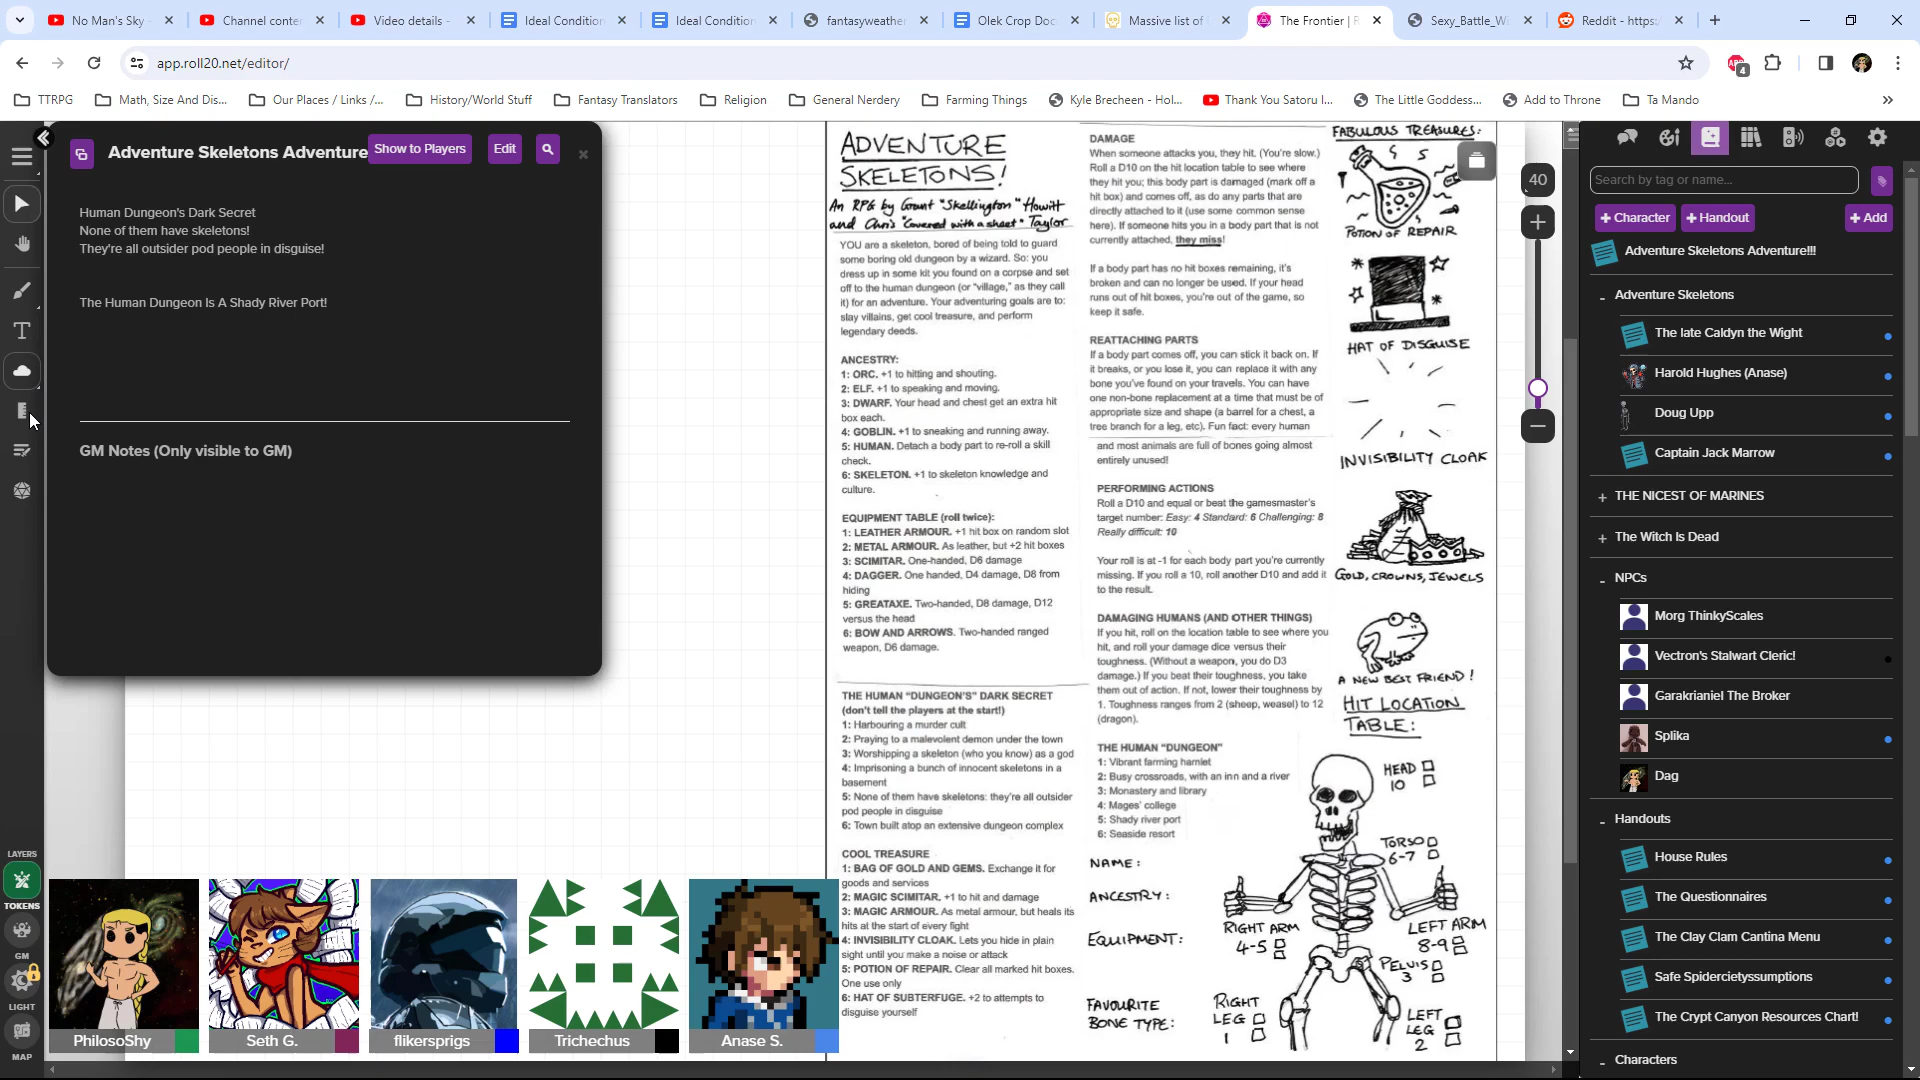 No Man's Sky -
Channel conte
Video details -
Ideal Condition
Ideal Condition
fantasyweather
Olek Crop Doc
Massive list of
The Frontier | R
Sexy_Battle_Wi
Reddit - https:/
app.roll20.net/editor/
4
TTRPG
Math, Size And Dis...
Our Places / Links /...
History/World Stuff
Fantasy Translators
Religion
General Nerdery
Farming Things
Kyle Brecheen - Hol...
Thank You Satoru I...
The Little Goddess...
Add to Throne
Ta Mando
Adventure Skeletons Adventure
Show to Players
Edit
Human Dungeon's Dark Secret
None of them have skeletons!
They're all outsider pod people in disguise!
The Human Dungeon Is A Shady River Port!
GM Notes (Only visible to GM)
LAYERS
TOKENS
GM
LIGHT
MAP
PhilosoShy
Seth G.
flikersprigs
Trichechus
Anase S.
ADVENTURE
SKELETONS!
An RPG by Grant "Skellington" Howitt
and Chris "Covered with a sheet" Taylor
YOU are a skeleton, bored of being told to guard
some boring old dungeon by a wizard. So: you
dress up in some kit you found on a corpse and set
off to the human dungeon (or "village," as they call
it) for an adventure. Your adventuring goals are to:
slay villains, get cool treasure, and perform
legendary deeds.
ANCESTRY:
1: ORC. +1 to hitting and shouting.
2: ELF. +1 to speaking and moving.
3: DWARF. Your head and chest get an extra hit
box each.
4: GOBLIN. +1 to sneaking and running away.
5: HUMAN. Detach a body part to re-roll a skill
check.
6: SKELETON. +1 to skeleton knowledge and
culture.
EQUIPMENT TABLE (roll twice):
1: LEATHER ARMOUR. +1 hit box on random slot
2: METAL ARMOUR. As leather, but +2 hit boxes
3: SCIMITAR. One-handed, D6 damage
4: DAGGER. One handed, D4 damage, D8 from
hiding
5: GREATAXE. Two-handed, D8 damage, D12
versus the head
6: BOW AND ARROWS. Two-handed ranged
weapon, D6 damage.
THE HUMAN "DUNGEON'S" DARK SECRET
(don't tell the players at the start!)
1: Harbouring a murder cult
2: Praying to a malevolent demon under the town
3: Worshipping a skeleton (who you know) as a god
4: Imprisoning a bunch of innocent skeletons in a
basement
5: None of them have skeletons: they're all outsider
pod people in disguise
6: Town built atop an extensive dungeon complex
COOL TREASURE
1: BAG OF GOLD AND GEMS. Exchange it for
goods and services
2: MAGIC SCIMITAR. +1 to hit and damage
3: MAGIC ARMOUR. As metal armour, but heals its
hits at the start of every fight
4: INVISIBILITY CLOAK. Lets you hide in plain
sight until you make a noise or attack
5: POTION OF REPAIR. Clear all marked hit boxes.
One use only
6: HAT OF SUBTERFUGE. +2 to attempts to
disguise yourself
DAMAGE
When someone attacks you, they hit. (You're slow.)
Roll a D10 on the hit location table to see where
they hit you; this body part is damaged (mark off a
hit box) and comes off, as do any parts that are
directly attached to it (use some common sense
here). If someone hits you in a body part that is not
currently attached, they miss!
If a body part has no hit boxes remaining, it's
broken and can no longer be used. If your head
runs out of hit boxes, you're out of the game, so
keep it safe.
REATTACHING PARTS
If a body part comes off, you can stick it back on. If
it breaks, or you lose it, you can replace it with any
bone you've found on your travels. You can have
one non-bone replacement at a time that must be of
appropriate size and shape (a barrel for a chest, a
tree branch for a leg, etc). Fun fact: every human
and most animals are full of bones going almost
entirely unused!
PERFORMING ACTIONS
Roll a D10 and equal or beat the gamesmaster's
target number: Easy: 4 Standard: 6 Challenging: 8
Really difficult: 10
Your roll is at -1 for each body part you're currently
missing. If you roll a 10, roll another D10 and add it
to the result.
DAMAGING HUMANS (AND OTHER THINGS)
If you hit, roll on the location table to see where you
hit, and roll your damage dice versus their
toughness. (Without a weapon, you do D3
damage.) If you beat their toughness, you take
them out of action. If not, lower their toughness by
1. Toughness ranges from 2 (sheep, weasel) to 12
(dragon).
THE HUMAN "DUNGEON"
1: Vibrant farming hamlet
2: Busy crossroads, with an inn and a river
3: Monastery and library
4: Mages' college
5: Shady river port
6: Seaside resort
NAME:
ANCESTRY:
EQUIPMENT:
FAVOURITE
BONE TYPE:
FABULOUS TREASURES:
POTION OF REPAIR
HAT OF DISGUISE
INVISIBILITY CLOAK
GOLD, CROWNS, JEWELS
A NEW BEST FRIEND!
HIT LOCATION
TABLE:
HEAD
10
TORSO
6-7
RIGHT ARM
4-5
LEFT ARM
8-9
PELVIS
3
RIGHT
LEG
1
LEFT
LEG
2
40
Search by tag or name...
+ Character
+ Handout
+ Add
Adventure Skeletons Adventure!!!
- Adventure Skeletons
The late Caldyn the Wight
Harold Hughes (Anase)
Doug Upp
Captain Jack Marrow
+ THE NICEST OF MARINES
+ The Witch Is Dead
- NPCs
Morg ThinkyScales
Vectron's Stalwart Cleric!
Garakrianiel The Broker
Splika
Dag
- Handouts
House Rules
The Questionnaires
The Clay Clam Cantina Menu
Safe Spidercietyssumptions
The Crypt Canyon Resources Chart!
- Characters